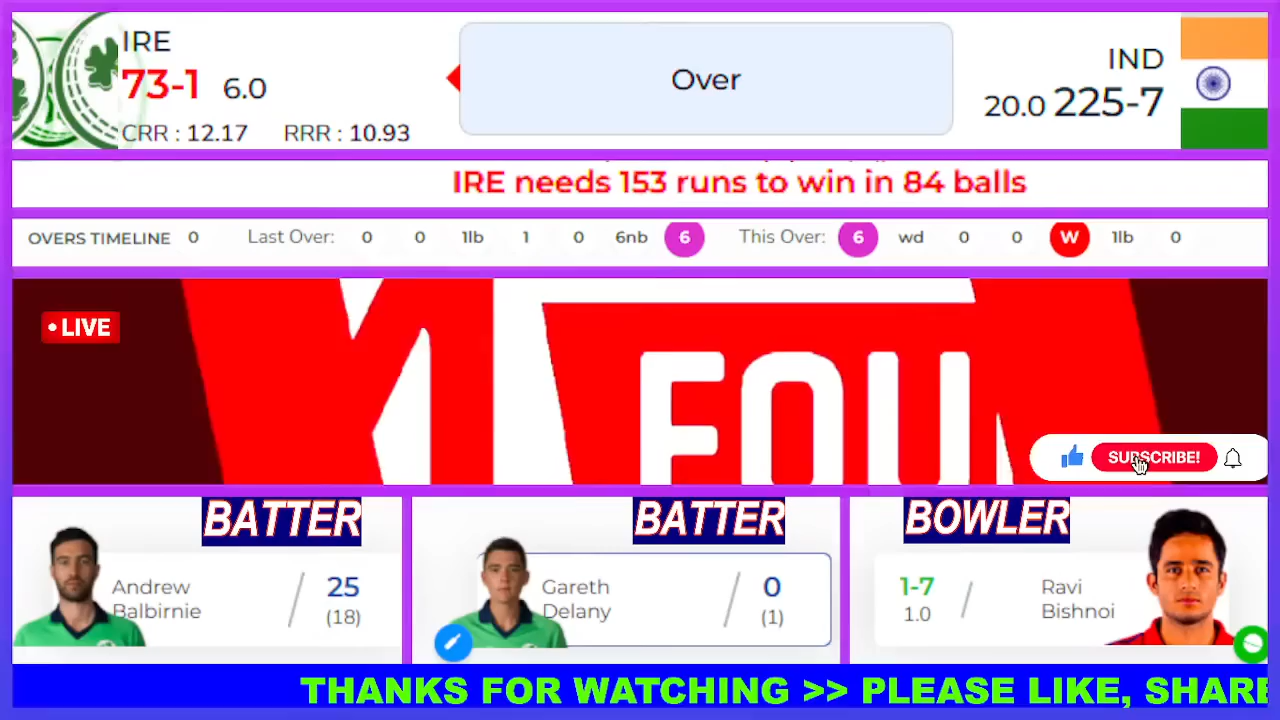 IRE
73-1 6.0
CRR : 12.17 RRR : 10.93
Over
IND
20.0 225-7
IRE needs 153 runs to win in 84 balls
OVERS TIMELINE 0 Last Over: 0 0 1lb 1 0 6nb 6 This Over: 6 wd 0 0 W 1lb 0
• LIVE
FOU
SUBSCRIBE!
BATTER
Andrew
Balbirnie
25
(18)
BATTER
Gareth
Delany
0
(1)
BOWLER
1-7
1.0
Ravi
Bishnoi
THANKS FOR WATCHING >> PLEASE LIKE, SHARE